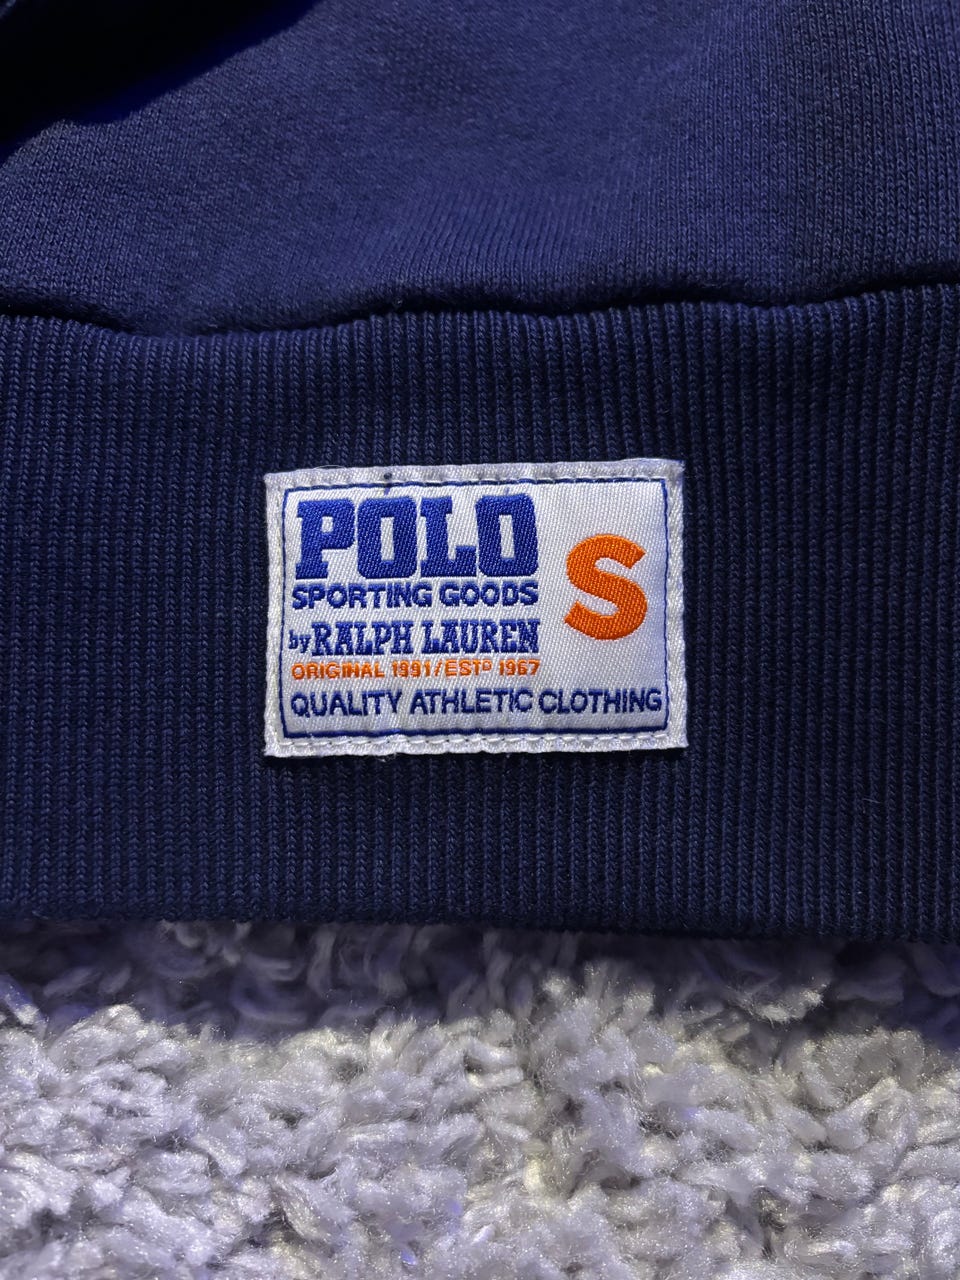 POLO
SPORTING GOODS
by RALPH LAUREN
ORIGINAL 1991/ESTD 1967
QUALITY ATHLETIC CLOTHING
S